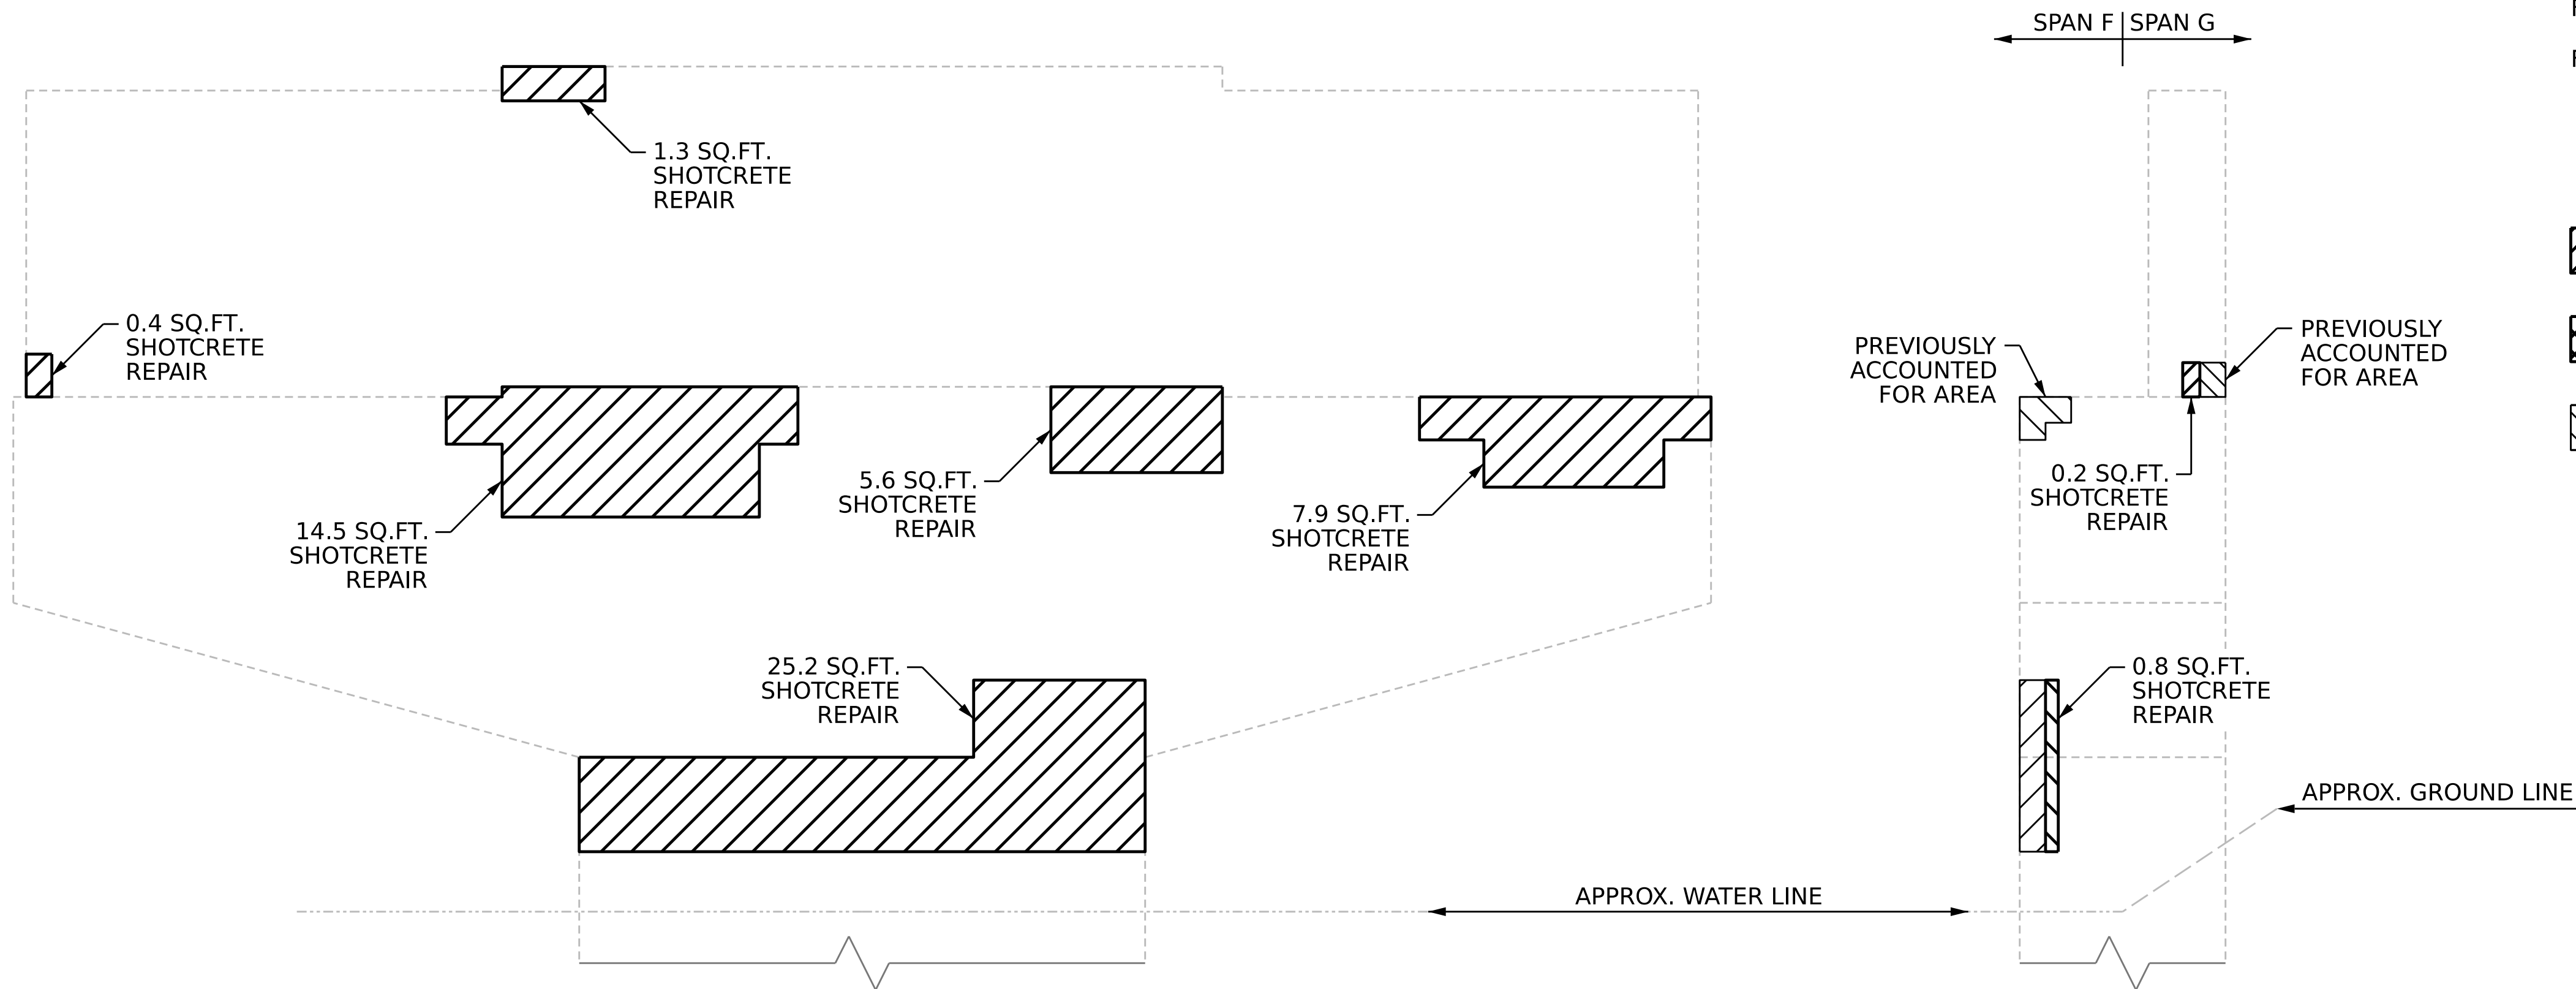 SPAN F SPAN G
1.3 SQ.FT.
SHOTCRETE
REPAIR
0.4 SQ.FT.
SHOTCRETE
REPAIR
14.5 SQ.FT.
SHOTCRETE
REPAIR
5.6 SQ.FT.
SHOTCRETE
REPAIR
7.9 SQ.FT.
SHOTCRETE
REPAIR
25.2 SQ.FT.
SHOTCRETE
REPAIR
PREVIOUSLY
ACCOUNTED
FOR AREA
PREVIOUSLY
ACCOUNTED
FOR AREA
0.2 SQ.FT.
SHOTCRETE
REPAIR
0.8 SQ.FT.
SHOTCRETE
REPAIR
APPROX. GROUND LINE
APPROX. WATER LINE